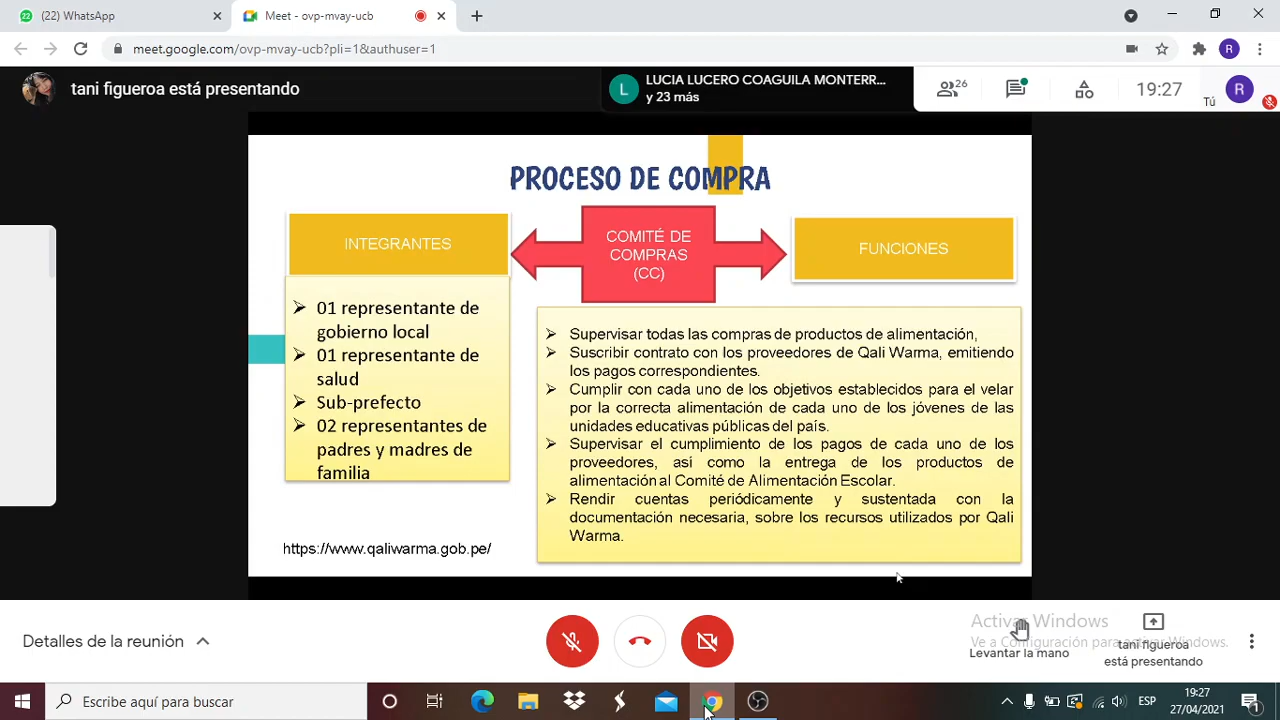 (22) WhatsApp
Meet - ovp-mvay-ucb
meet.google.com/ovp-mvay-ucb?pli=1&authuser=1
R
tani figueroa está presentando
L
LUCIA LUCERO COAGUILA MONTERR...
y 23 más
26
19:27
Tú
R
PROCESO DE COMPRA
INTEGRANTES
COMITÉ DE
COMPRAS
(CC)
FUNCIONES
➢ 01 representante de
gobierno local
➢ 01 representante de
salud
➢ Sub-prefecto
➢ 02 representantes de
padres y madres de
familia
➢ Supervisar todas las compras de productos de alimentación,
➢ Suscribir contrato con los proveedores de Qali Warma, emitiendo
los pagos correspondientes.
➢ Cumplir con cada uno de los objetivos establecidos para el velar
por la correcta alimentación de cada uno de los jóvenes de las
unidades educativas públicas del país.
➢ Supervisar el cumplimiento de los pagos de cada uno de los
proveedores, así como la entrega de los productos de
alimentación al Comité de Alimentación Escolar.
➢ Rendir cuentas periódicamente y sustentada con la
documentación necesaria, sobre los recursos utilizados por Qali
Warma.
https://www.qaliwarma.gob.pe/
Detalles de la reunión
Activar Windows
Ve a Configuración para activar Windows.
Levantar la mano
tani figueroa
está presentando
Escribe aquí para buscar
ESP
19:27
27/04/2021
1